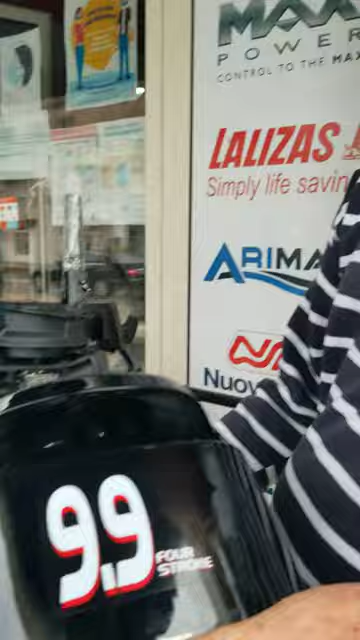 MAX
POWER
CONTROL TO THE MAX
LALIZAS
Simply life savin
ARIMA
Nuov
9.9
FOUR
STROKE